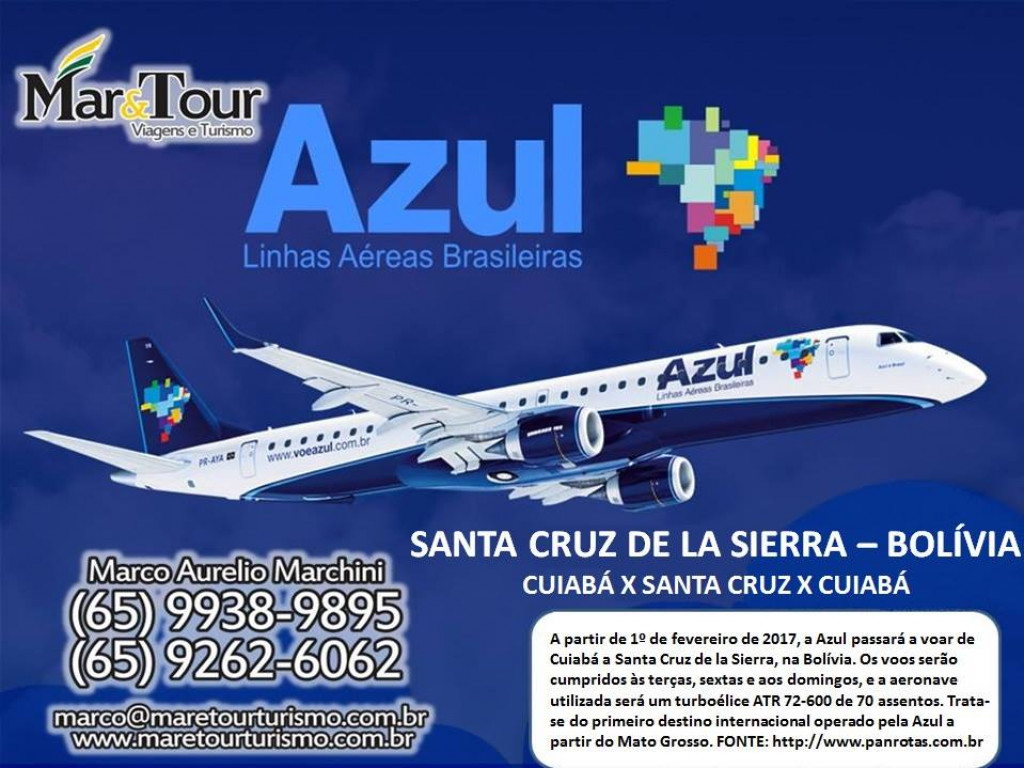 Mar&Tour
Viagens e Turismo
Azul
Linhas Aéreas Brasileiras
Azul
Linhas Aéreas Brasileiras
PR-
www.voeazul.com.br
PR-AYA
SANTA CRUZ DE LA SIERRA – BOLÍVIA
CUIABÁ X SANTA CRUZ X CUIABÁ
Marco Aurelio Marchini
(65) 9938-9895
(65) 9262-6062
marco@maretourturismo.com.br
www.maretourturismo.com.br
A partir de 1º de fevereiro de 2017, a Azul passará a voar de
Cuiabá a Santa Cruz de la Sierra, na Bolívia. Os voos serão
cumpridos às terças, sextas e aos domingos, e a aeronave
utilizada será um turboélice ATR 72-600 de 70 assentos. Trata-
se do primeiro destino internacional operado pela Azul a
partir do Mato Grosso. FONTE: http://www.panrotas.com.br